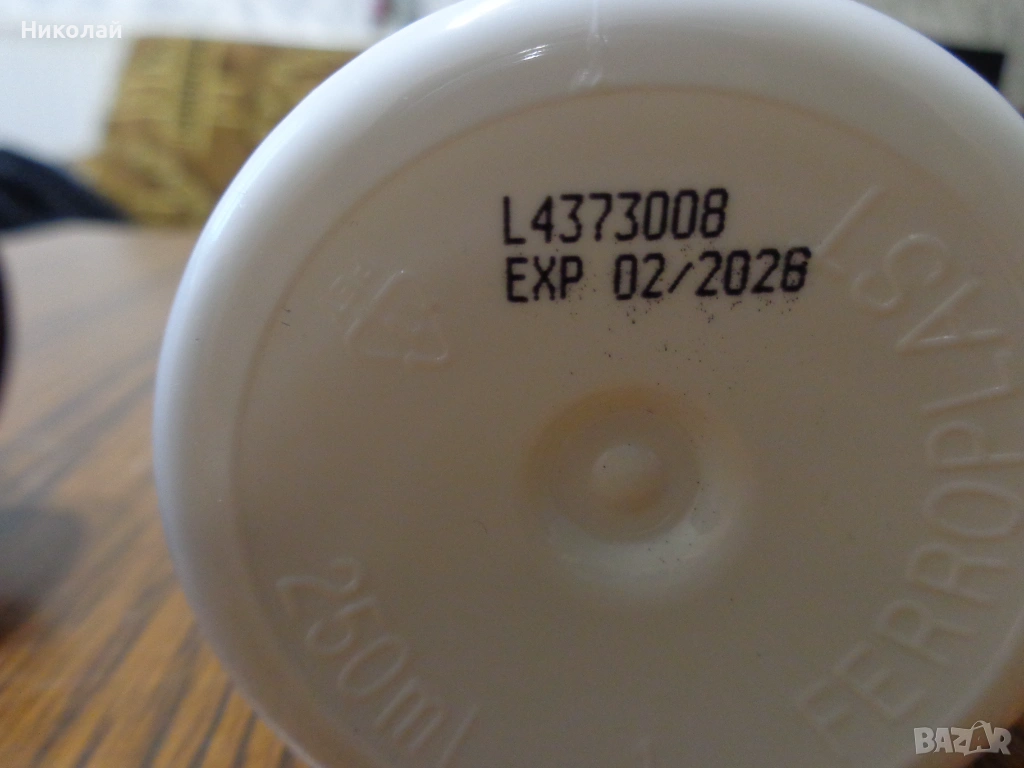 Николай
L4373008
EXP 02/2026
FERROPLAST
250ml
BAZAR